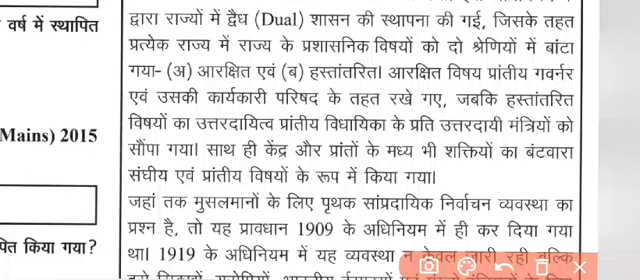 वर्ष में स्थापित
Mains) 2015
पित किया गया?
द्वारा राज्यों में द्वैध (Dual) शासन की स्थापना की गई, जिसके तहत
प्रत्येक राज्य में राज्य के प्रशासनिक विषयों को दो श्रेणियों में बांटा
गया- (अ) आरक्षित एवं (ब) हस्तांतरित। आरक्षित विषय प्रांतीय गवर्नर
एवं उसकी कार्यकारी परिषद के तहत रखे गए, जबकि हस्तांतरित
विषयों का उत्तरदायित्व प्रांतीय विधायिका के प्रति उत्तरदायी मंत्रियों को
सौंपा गया। साथ ही केंद्र और प्रांतों के मध्य भी शक्तियों का बंटवारा
संघीय एवं प्रांतीय विषयों के रूप में किया गया।
जहां तक मुसलमानों के लिए पृथक सांप्रदायिक निर्वाचन व्यवस्था का
प्रश्न है, तो यह प्रावधान 1909 के अधिनियम में ही कर दिया गया
था। 1919 के अधिनियम में यह व्यवस्था न केवल जारी रही बल्कि